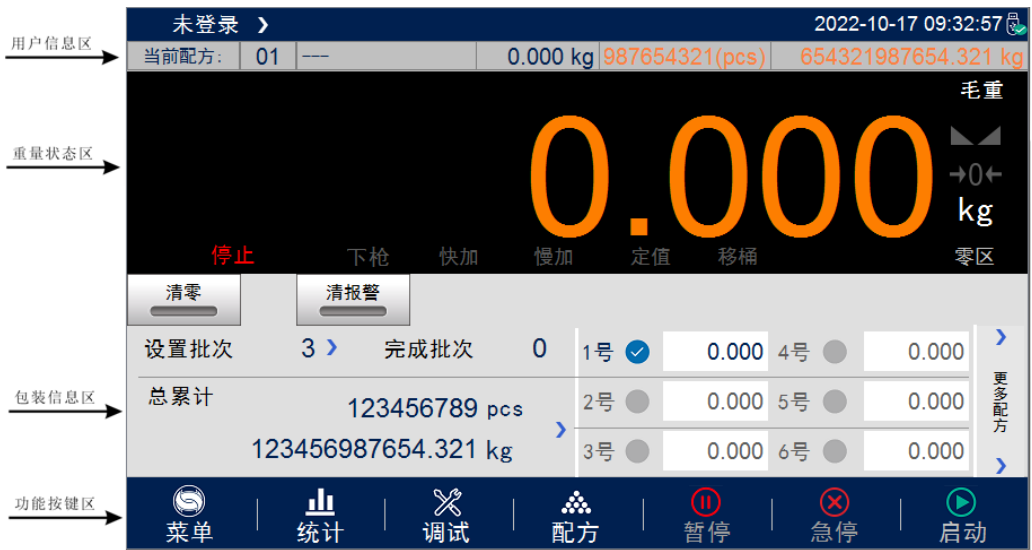 未登录 2022-10-17 09:32:57
用户信息区
当前配方: 01 --- 0.000 kg 987654321(pcs) 654321987654.321 kg
毛重
重量状态区
0.000
→0←
kg
停止 下枪 快加 慢加 定值 移桶 零区
清零 清报警
设置批次 3 完成批次 0 1号 0.000 4号 0.000
包装信息区
总累计 123456789 pcs 2号 0.000 5号 0.000
更多配方
123456987654.321 kg 3号 0.000 6号 0.000
功能按键区
菜单 统计 调试 配方 暂停 急停 启动